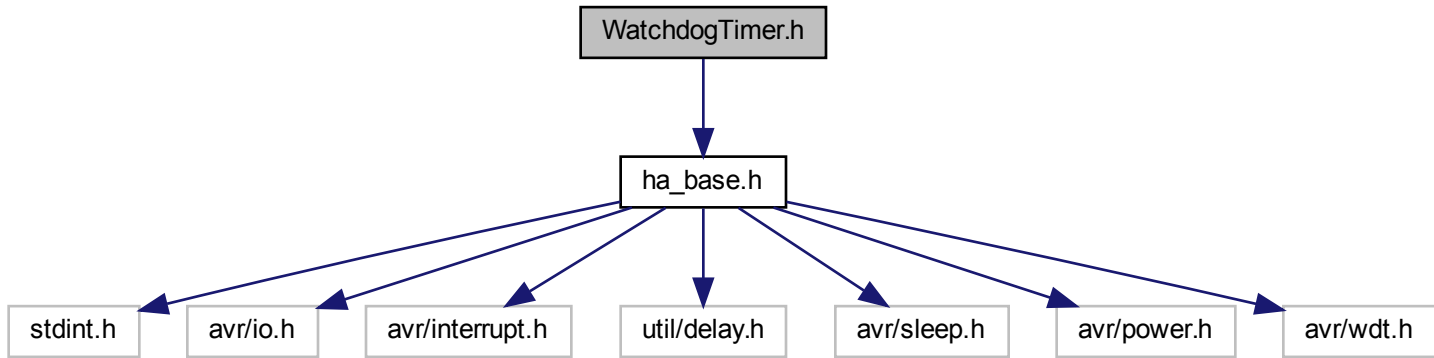 WatchdogTimer.h
ha_base.h
stdint.h
avr/io.h
avr/interrupt.h
util/delay.h
avr/sleep.h
avr/power.h
avr/wdt.h